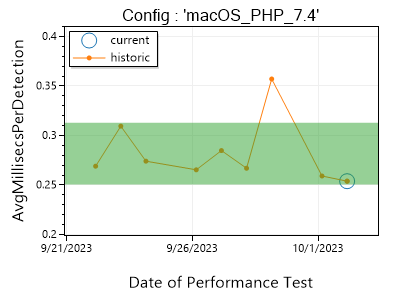 Config : 'macOS_PHP_7.4'
current
historic
AvgMillisecsPerDetection
0.4
0.35
0.3
0.25
0.2
9/21/2023
9/26/2023
10/1/2023
Date of Performance Test